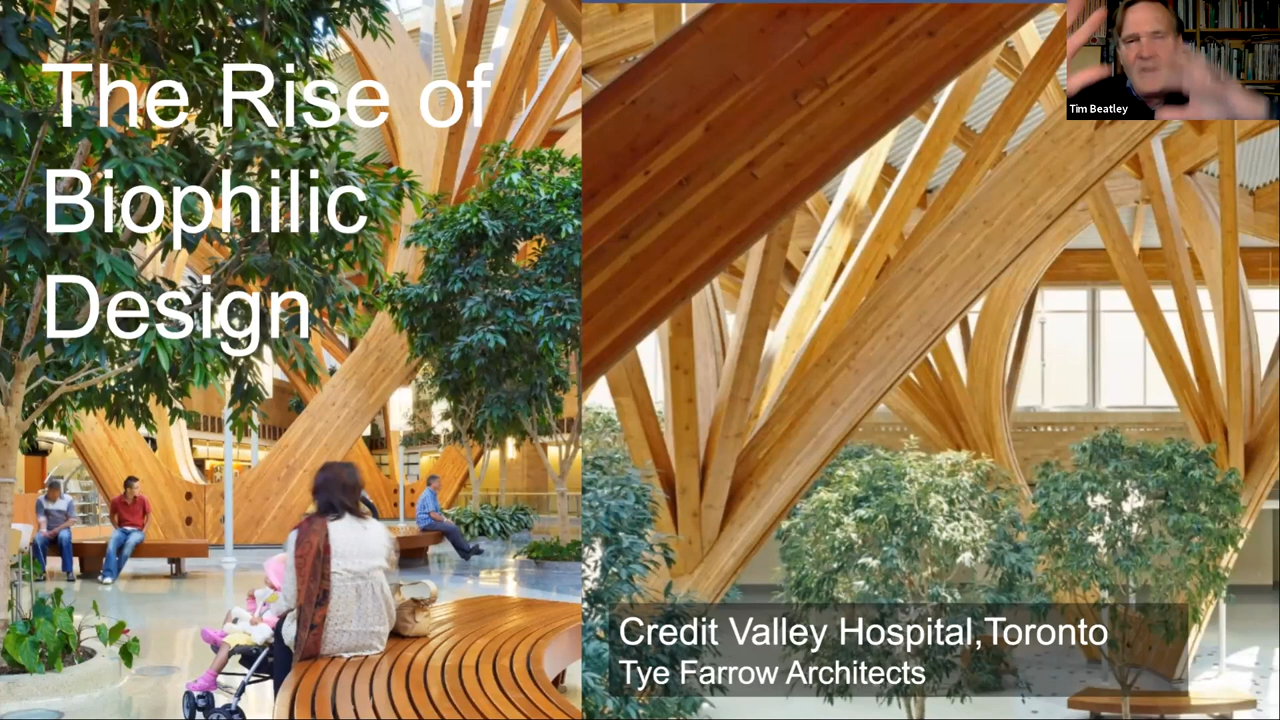 The Rise of
Biophilic
Design
Tim Beatley
Credit Valley Hospital,Toronto
Tye Farrow Architects